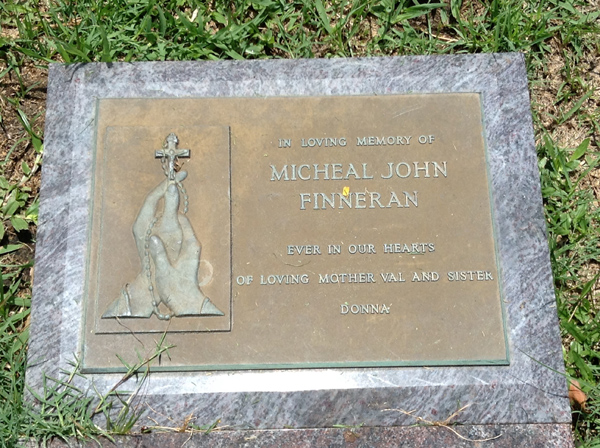 IN LOVING MEMORY OF
MICHEAL JOHN
FINNERAN
EVER IN OUR HEARTS
OF LOVING MOTHER VAL AND SISTER
DONNA